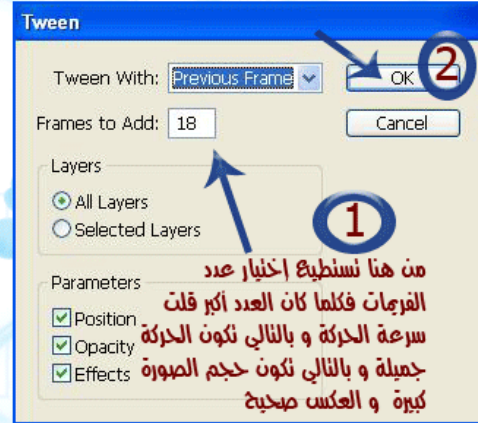 Tween
Tween With: Previous Frame
OK
2
Frames to Add: 18
Cancel
Layers
All Layers
Selected Layers
1
من هنا تستطيع إختيار عدد
الفريمات فكلما كان العدد أكبر قلت
سرعة الحركة و بالتالي تكون الحركة
جميلة و بالتالي تكون حجم الصورة
كبيرة و العكس صحيح
Parameters
Position
Opacity
Effects